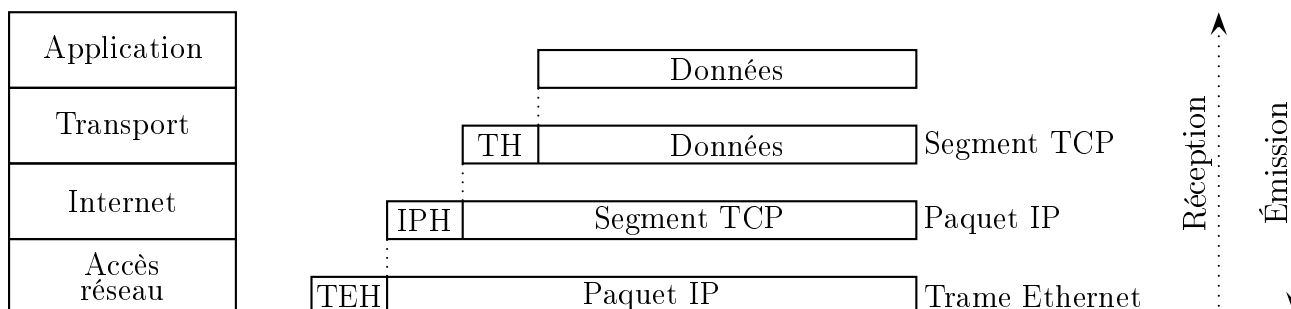 Application
Données
Transport
TH
Données
Segment TCP
Internet
IPH
Segment TCP
Paquet IP
Accès
réseau
TEH
Paquet IP
Trame Ethernet
Réception
Émission